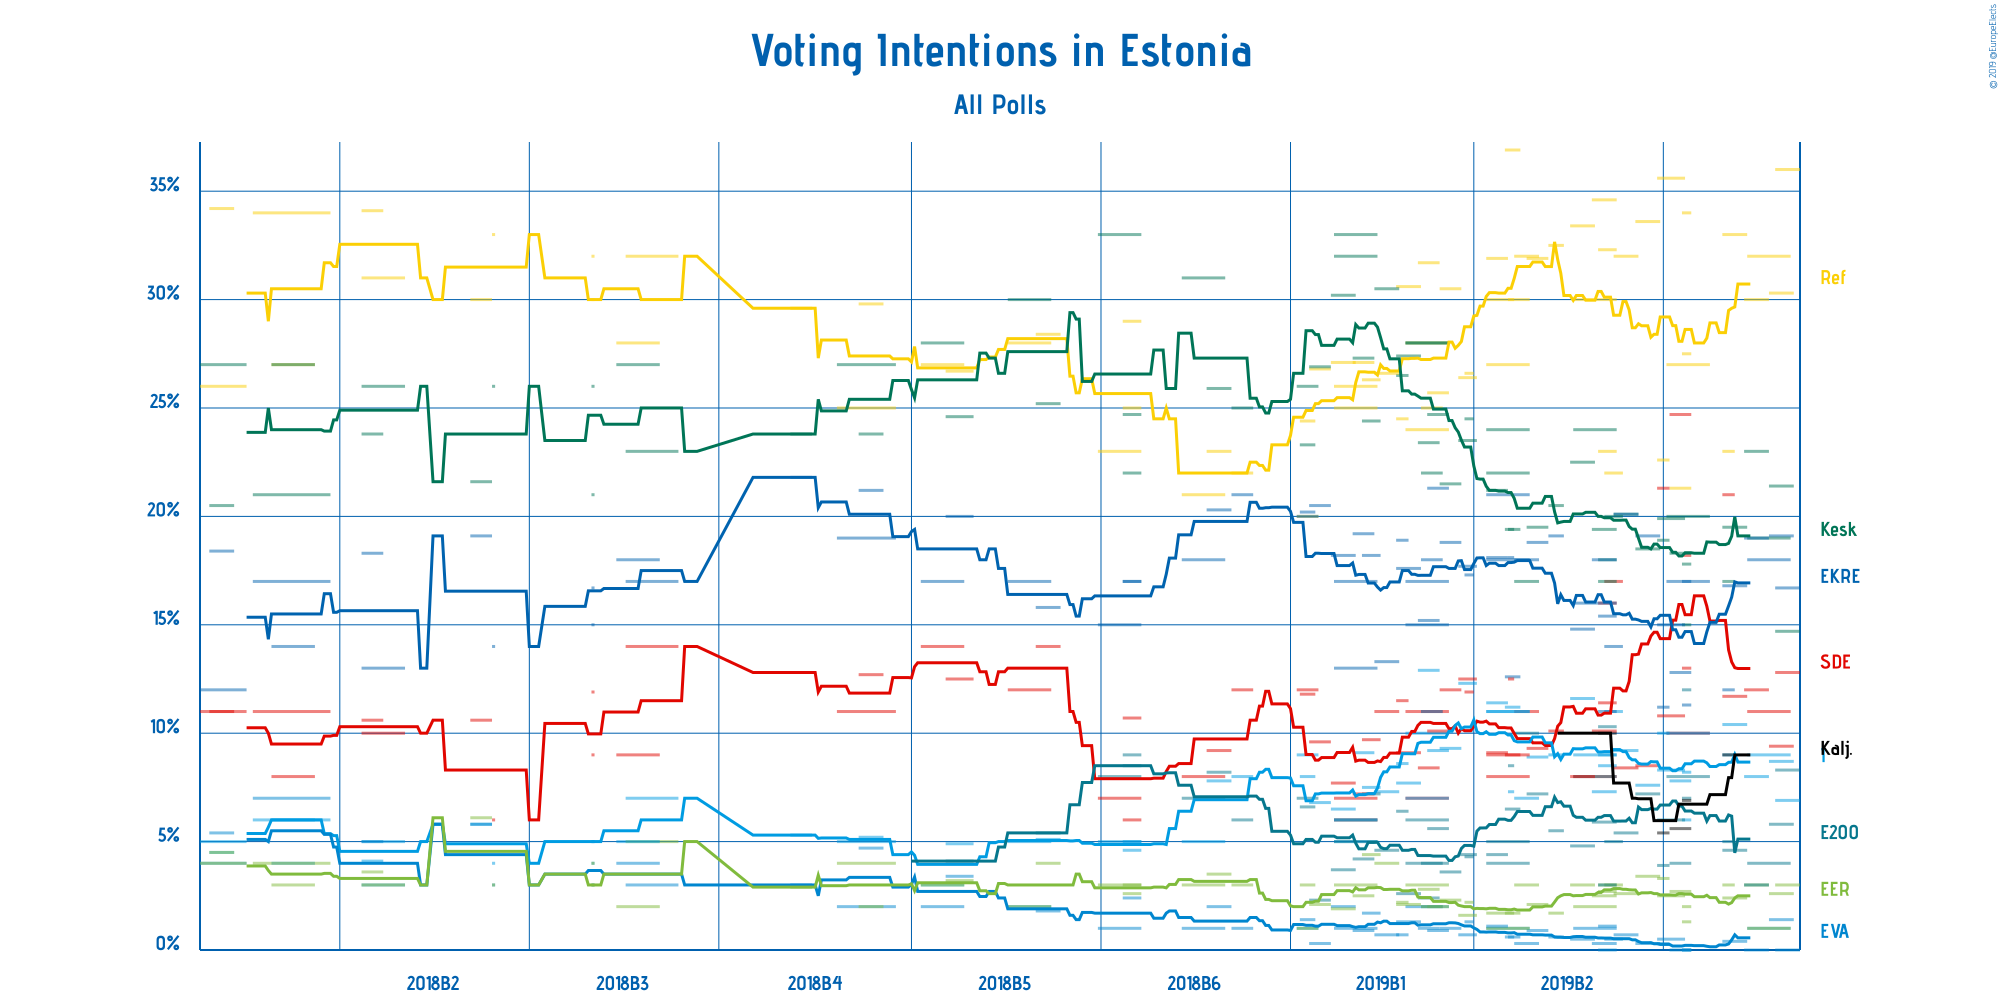 Voting Intentions in Estonia
All Polls
© 2019 @EuropeElects
35%
30%
25%
20%
15%
10%
5%
0%
Ref
Kesk
EKRE
SDE
Kalj.
E200
EER
EVA
2018B2
2018B3
2018B4
2018B5
2018B6
2019B1
2019B2